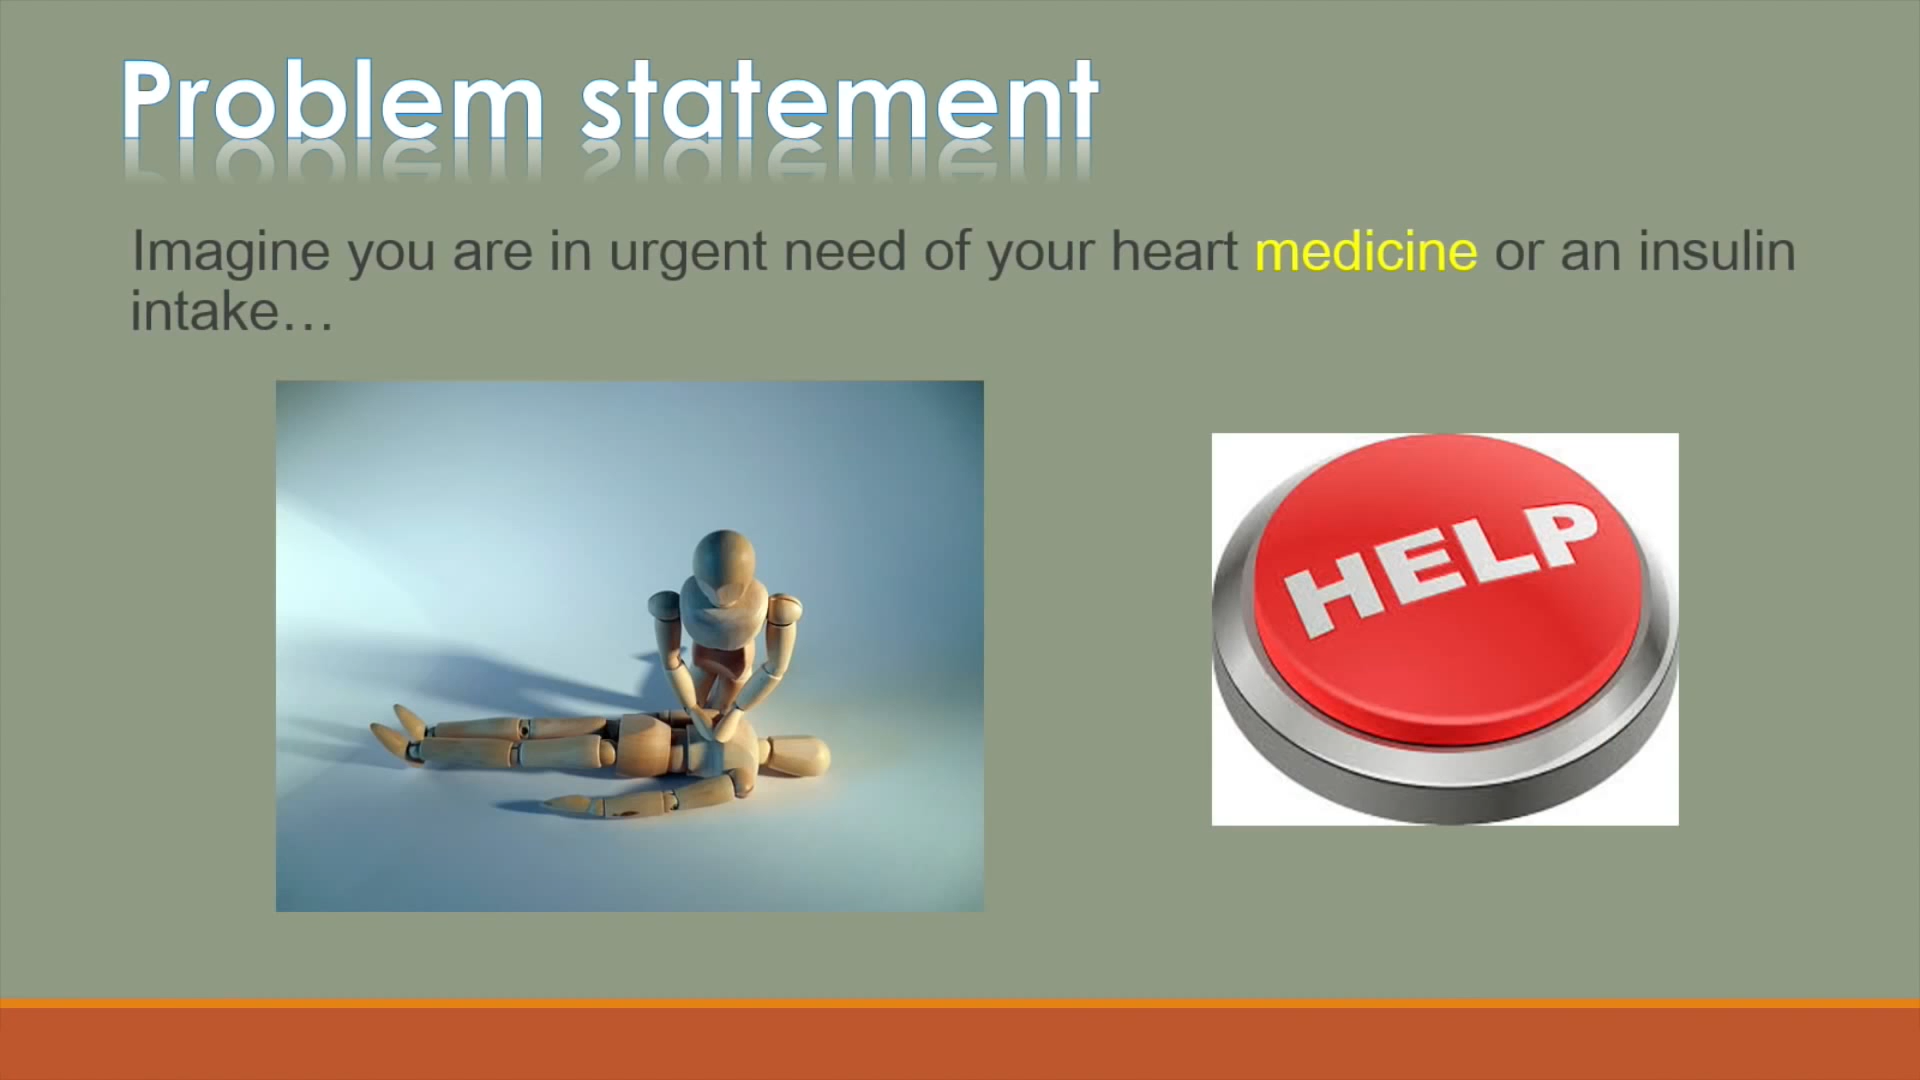 Problem statement
Imagine you are in urgent need of your heart medicine or an insulin
intake…
HELP